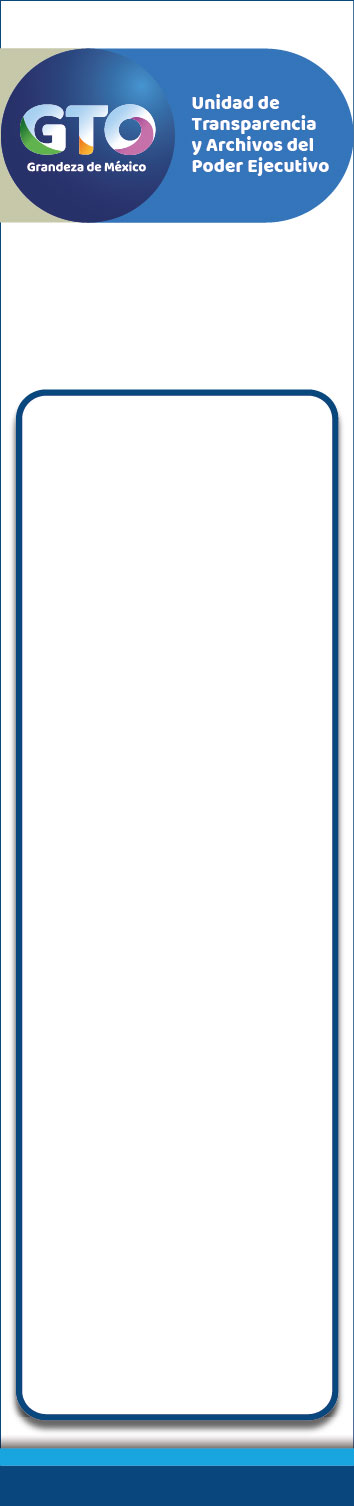 GTO
Grandeza de México
Unidad de
Transparencia
y Archivos del
Poder Ejecutivo